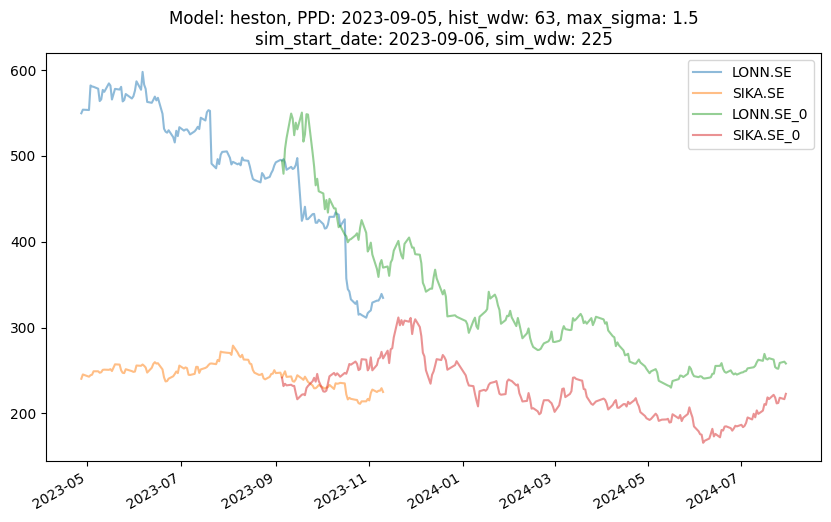 Model: heston, PPD: 2023-09-05, hist_wdw: 63, max_sigma: 1.5
sim_start_date: 2023-09-06, sim_wdw: 225
LONN.SE
SIKA.SE
LONN.SE_0
SIKA.SE_0
600
500
400
300
200
2023-05
2023-07
2023-09
2023-11
2024-01
2024-03
2024-05
2024-07